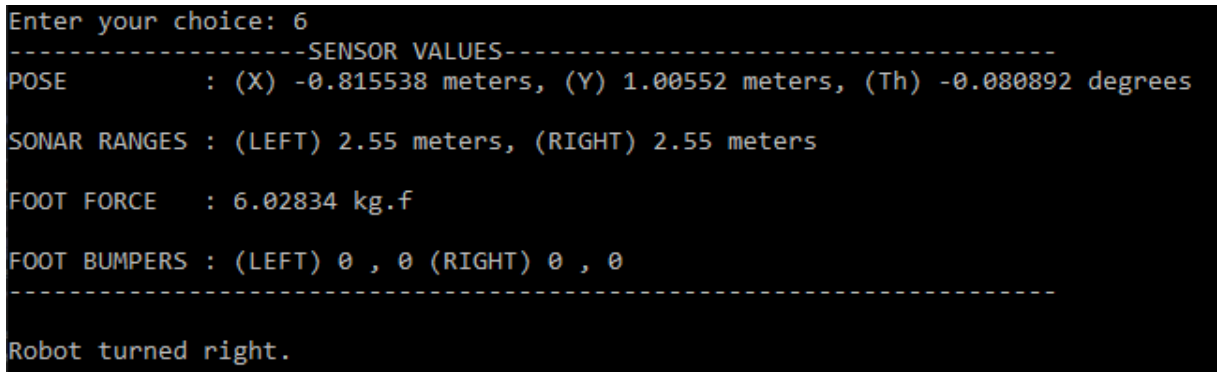 Enter your choice: 6
--------------------SENSOR VALUES-------------------------------------
POSE         : (X) -0.815538 meters, (Y) 1.00552 meters, (Th) -0.080892 degrees
SONAR RANGES : (LEFT) 2.55 meters, (RIGHT) 2.55 meters
FOOT FORCE   : 6.02834 kg.f
FOOT BUMPERS : (LEFT) 0 , 0 (RIGHT) 0 , 0
----------------------------------------------------------------------
Robot turned right.